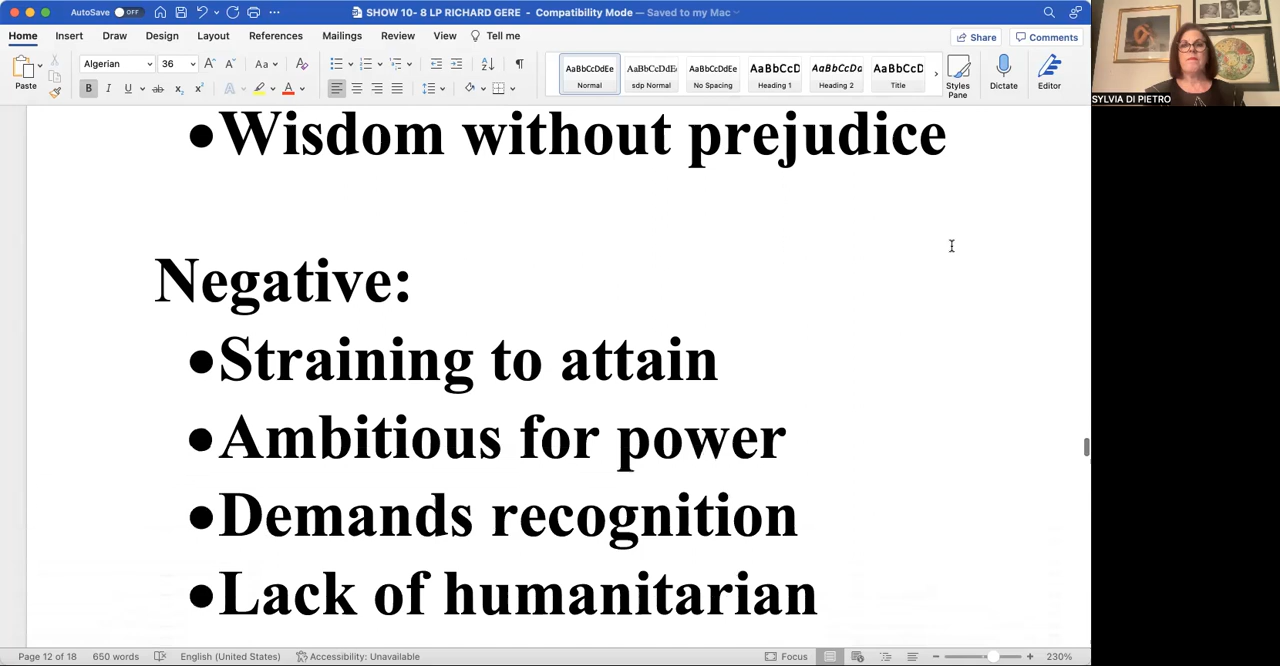 AutoSave OFF
SHOW 10- 8 LP RICHARD GERE - Compatibility Mode — Saved to my Mac
Home Insert Draw Design Layout References Mailings Review View Tell me
Share Comments
Paste
Algerian 36
AaBbCcDdEe AaBbCcDdEt AaBbCcDdEe AaBbCcD AaBbCcDc AaBbCcD
Normal sdp Normal No Spacing Heading 1 Heading 2 Title
Styles Pane
Dictate
Editor
SYLVIA DI PIETRO
•Wisdom without prejudice
Negative:
•Straining to attain
•Ambitious for power
•Demands recognition
•Lack of humanitarian
Page 12 of 18 650 words English (United States) Accessibility: Unavailable Focus 230%